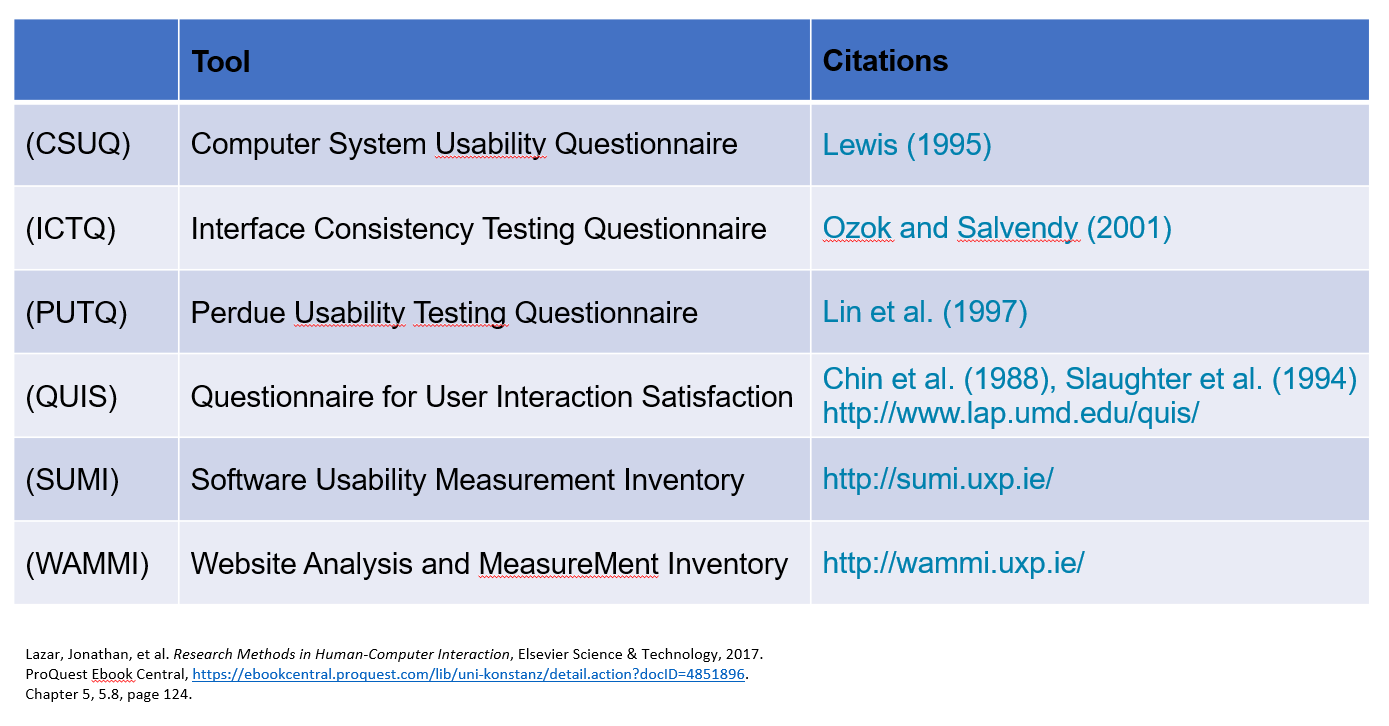 Tool Citations
(CSUQ) Computer System Usability Questionnaire Lewis (1995)
(ICTQ) Interface Consistency Testing Questionnaire Ozok and Salvendy (2001)
(PUTQ) Perdue Usability Testing Questionnaire Lin et al. (1997)
(QUIS) Questionnaire for User Interaction Satisfaction Chin et al. (1988), Slaughter et al. (1994)
http://www.lap.umd.edu/quis/
(SUMI) Software Usability Measurement Inventory http://sumi.uxp.ie/
(WAMMI) Website Analysis and MeasureMent Inventory http://wammi.uxp.ie/
Lazar, Jonathan, et al. Research Methods in Human-Computer Interaction, Elsevier Science & Technology, 2017.
ProQuest Ebook Central, https://ebookcentral.proquest.com/lib/uni-konstanz/detail.action?docID=4851896.
Chapter 5, 5.8, page 124.